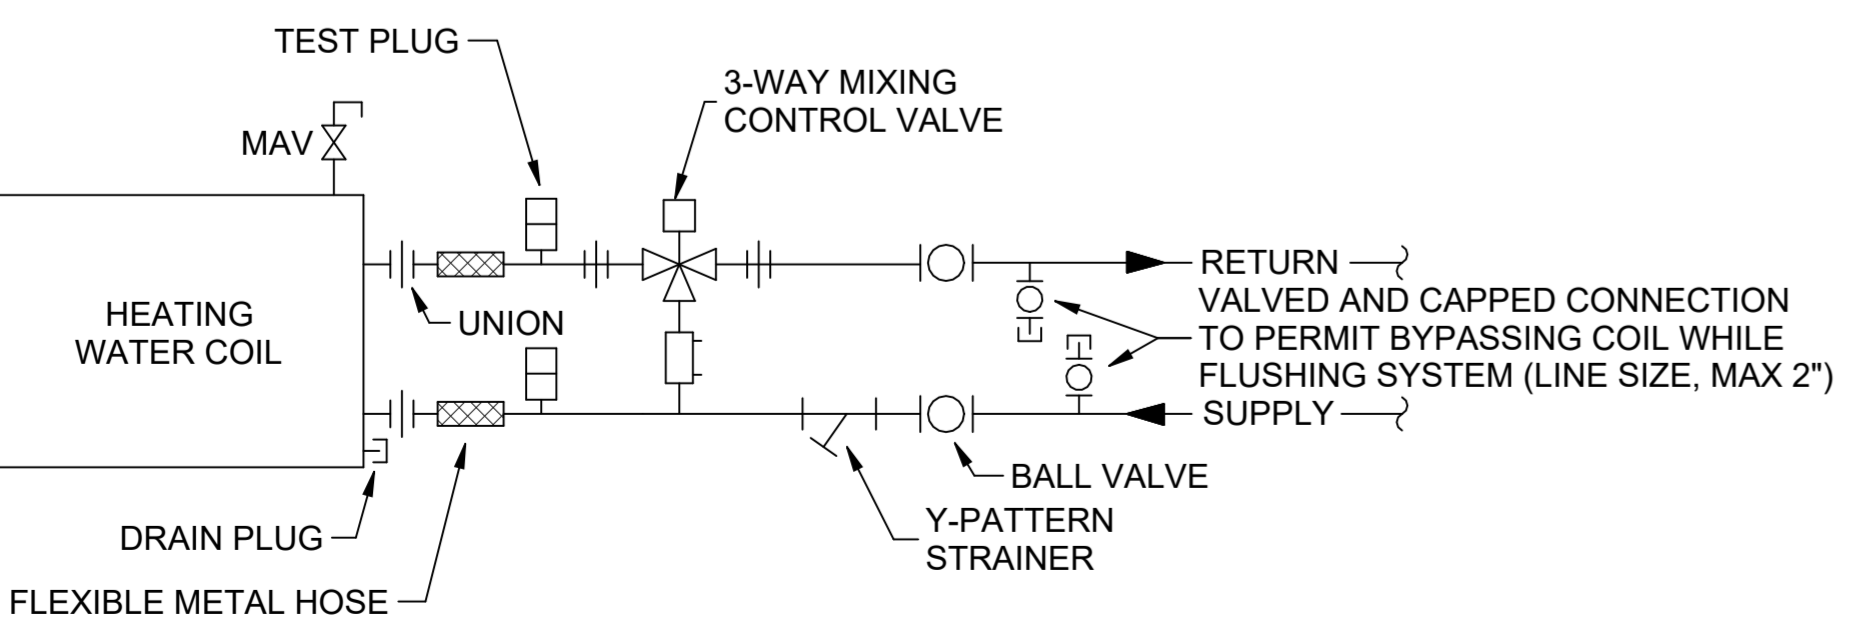 TEST PLUG
3-WAY MIXING
CONTROL VALVE
MAV
HEATING
WATER COIL
UNION
RETURN
VALVED AND CAPPED CONNECTION
TO PERMIT BYPASSING COIL WHILE
FLUSHING SYSTEM (LINE SIZE, MAX 2")
SUPPLY
BALL VALVE
Y-PATTERN
STRAINER
DRAIN PLUG
FLEXIBLE METAL HOSE